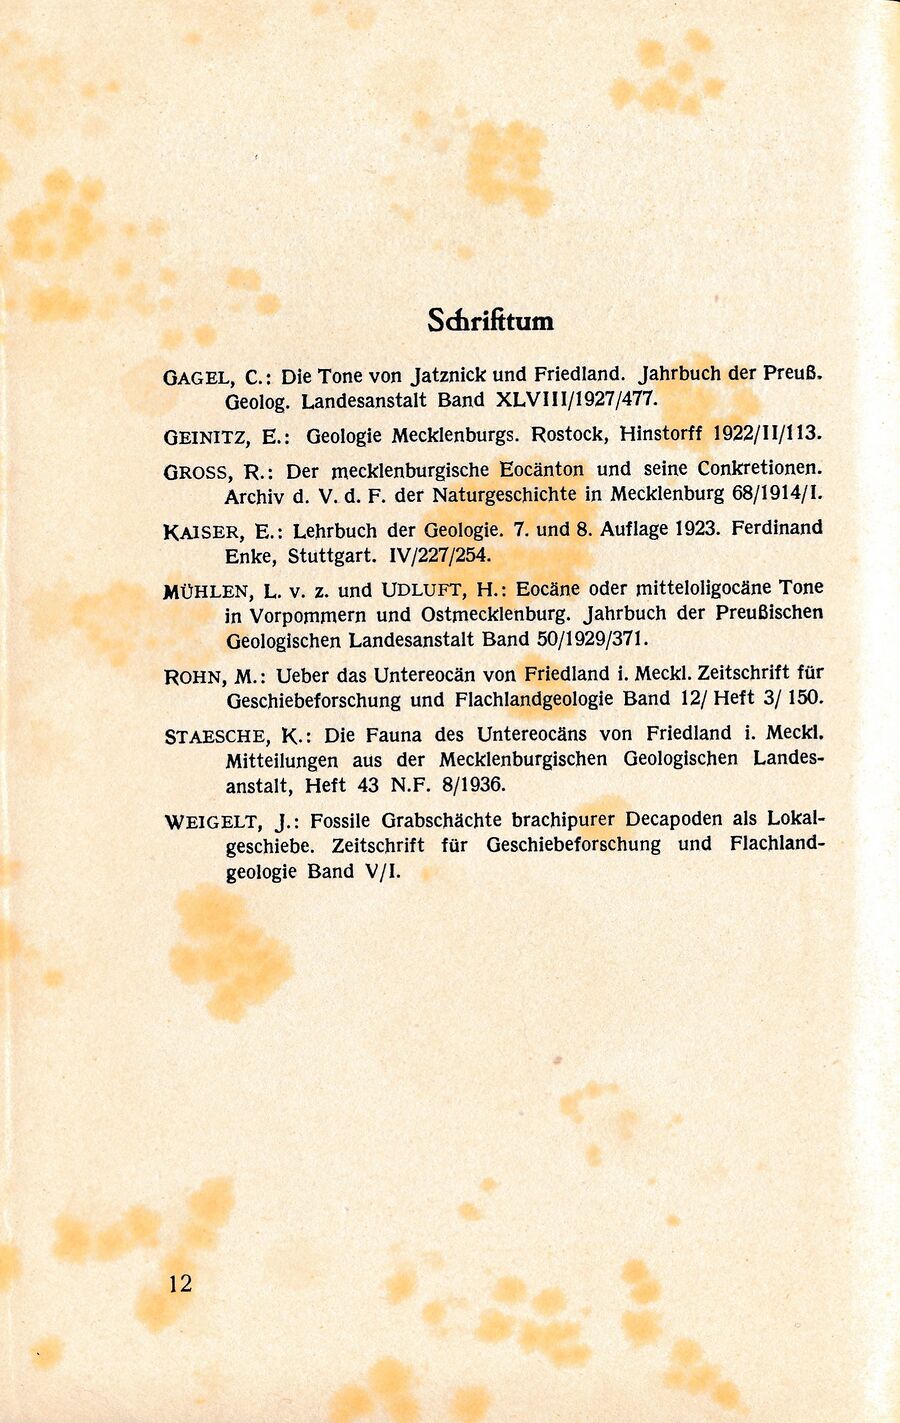 Schrifttum
GAGEL, C.: Die Tone von Jatznick und Friedland. Jahrbuch der Preuß.
Geolog. Landesanstalt Band XLVIII/1927/477.
GEINITZ, E.: Geologie Mecklenburgs. Rostock, Hinstorff 1922/II/113.
GROSS, R.: Der mecklenburgische Eocänton und seine Conkretionen.
Archiv d. V. d. F. der Naturgeschichte in Mecklenburg 68/1914/I.
KAISER, E.: Lehrbuch der Geologie. 7. und 8. Auflage 1923. Ferdinand
Enke, Stuttgart. IV/227/254.
MÜHLEN, L. v. z. und UDLUFT, H.: Eocäne oder mitteloligocäne Tone
in Vorpommern und Ostmecklenburg. Jahrbuch der Preußischen
Geologischen Landesanstalt Band 50/1929/371.
ROHN, M.: Ueber das Untereocän von Friedland i. Meckl. Zeitschrift für
Geschiebeforschung und Flachlandgeologie Band 12/ Heft 3/ 150.
STAESCHE, K.: Die Fauna des Untereocäns von Friedland i. Meckl.
Mitteilungen aus der Mecklenburgischen Geologischen Landes-
anstalt, Heft 43 N.F. 8/1936.
WEIGELT, J.: Fossile Grabschächte brachipurer Decapoden als Lokal-
geschiebe. Zeitschrift für Geschiebeforschung und Flachland-
geologie Band V/I.
12